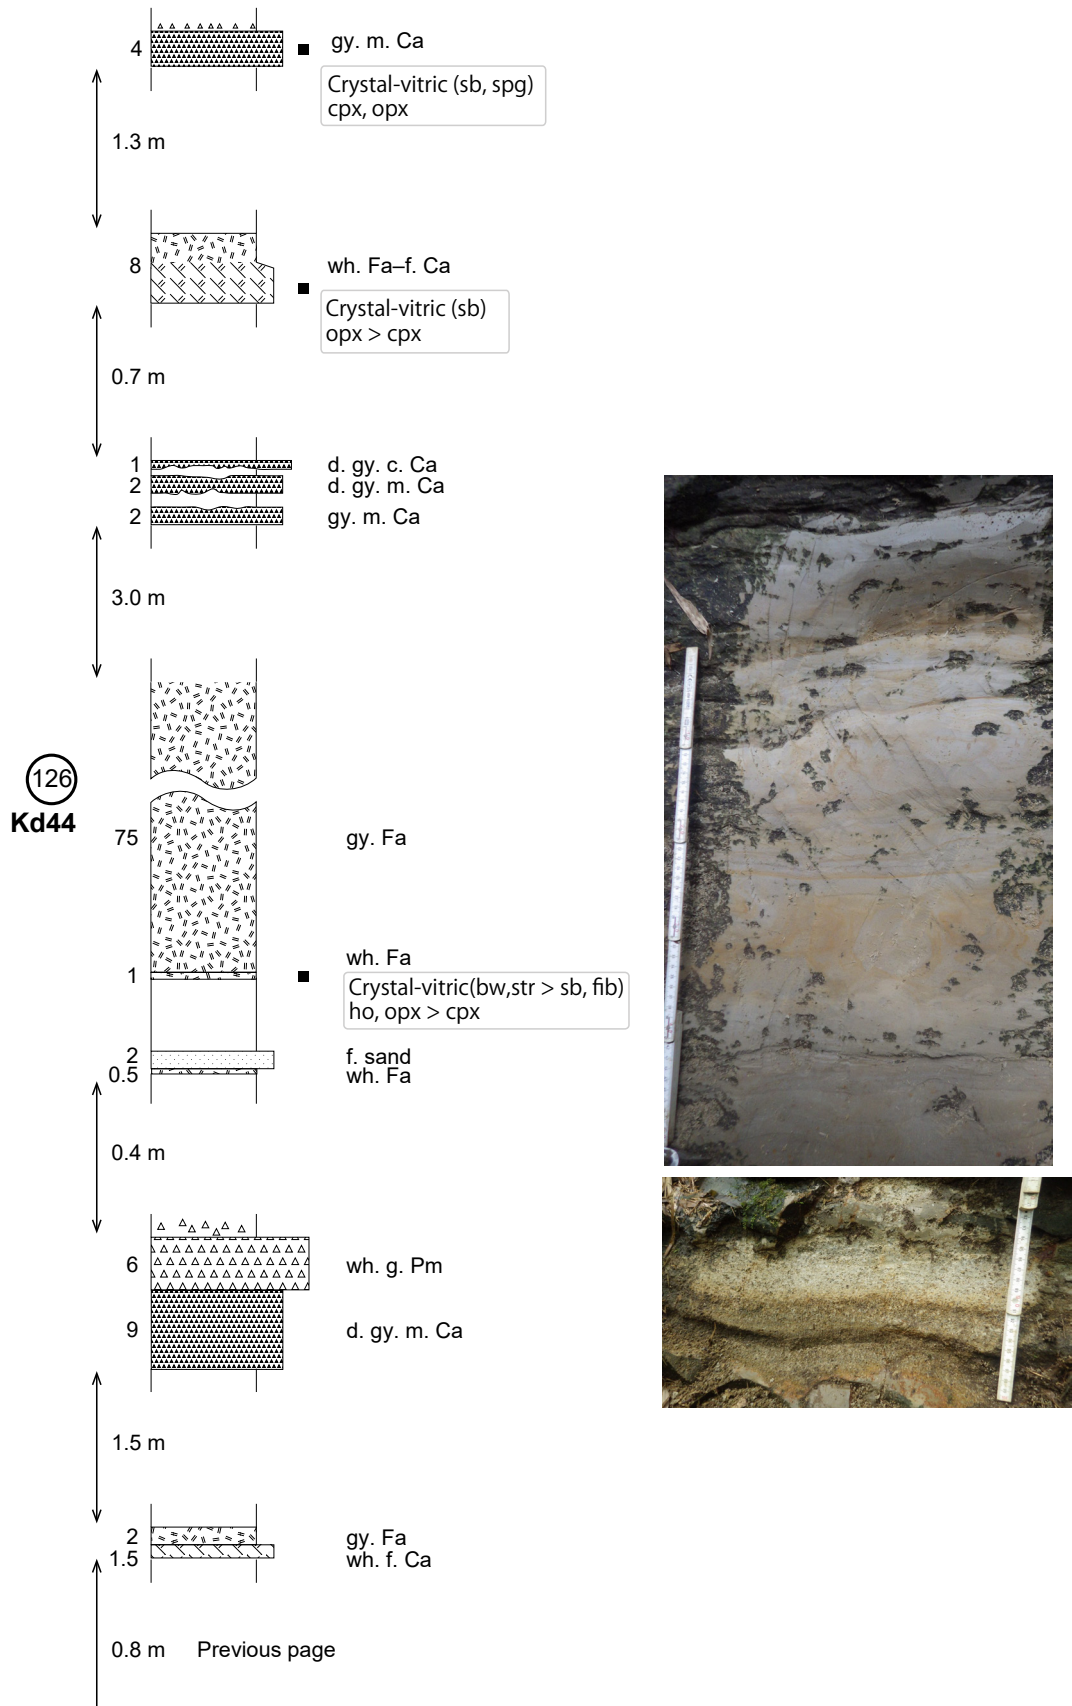 4
gy. m. Ca
Crystal-vitric (sb, spg)
cpx, opx
1.3 m
8
wh. Fa–f. Ca
Crystal-vitric (sb)
opx > cpx
0.7 m
1
d. gy. c. Ca
2
d. gy. m. Ca
2
gy. m. Ca
3.0 m
126
Kd44
75
gy. Fa
wh. Fa
1
Crystal-vitric(bw,str > sb, fib)
ho, opx > cpx
2
f. sand
0.5
wh. Fa
0.4 m
6
wh. g. Pm
9
d. gy. m. Ca
1.5 m
2
gy. Fa
1.5
wh. f. Ca
0.8 m Previous page